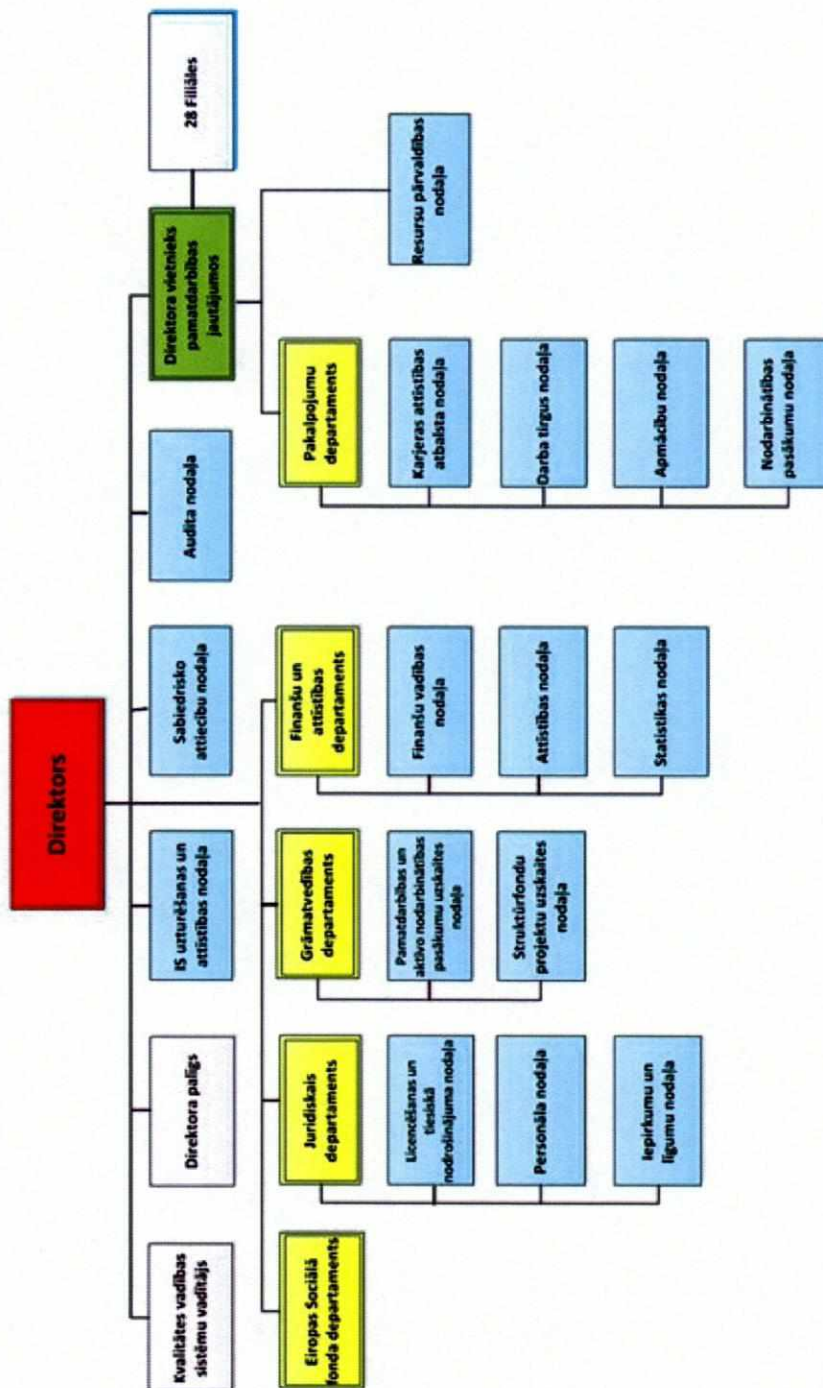 Direktors
Kvalitātes vadības
sistēmu vadītājs
Direktora palīgs
IS uzturēšanas un
attīstības nodaļa
Sabiedrisko
attiecību nodaļa
Audita nodaļa
Direktora vietnieks
pamatdarbības
jautājumos
28 Filiāles
Eiropas Sociālā
fonda departaments
Juridiskais
departaments
Grāmatvedības
departaments
Finanšu un
attīstības
departaments
Pakalpojumu
departaments
Resursu pārvaldības
nodaļa
Licencēšanas un
tiesiskā
nodrošinājuma nodaļa
Personāla nodaļa
Iepirkumu un
līgumu nodaļa
Pamatdarbības un
aktīvo nodarbinātības
pasākumu uzskaites
nodaļa
Struktūrfondu
projektu uzskaites
nodaļa
Finanšu vadības
nodaļa
Attīstības nodaļa
Statistikas nodaļa
Karjeras attīstības
atbalsta nodaļa
Darba tirgus nodaļa
Apmācību nodaļa
Nodarbinātības
pasākumu nodaļa